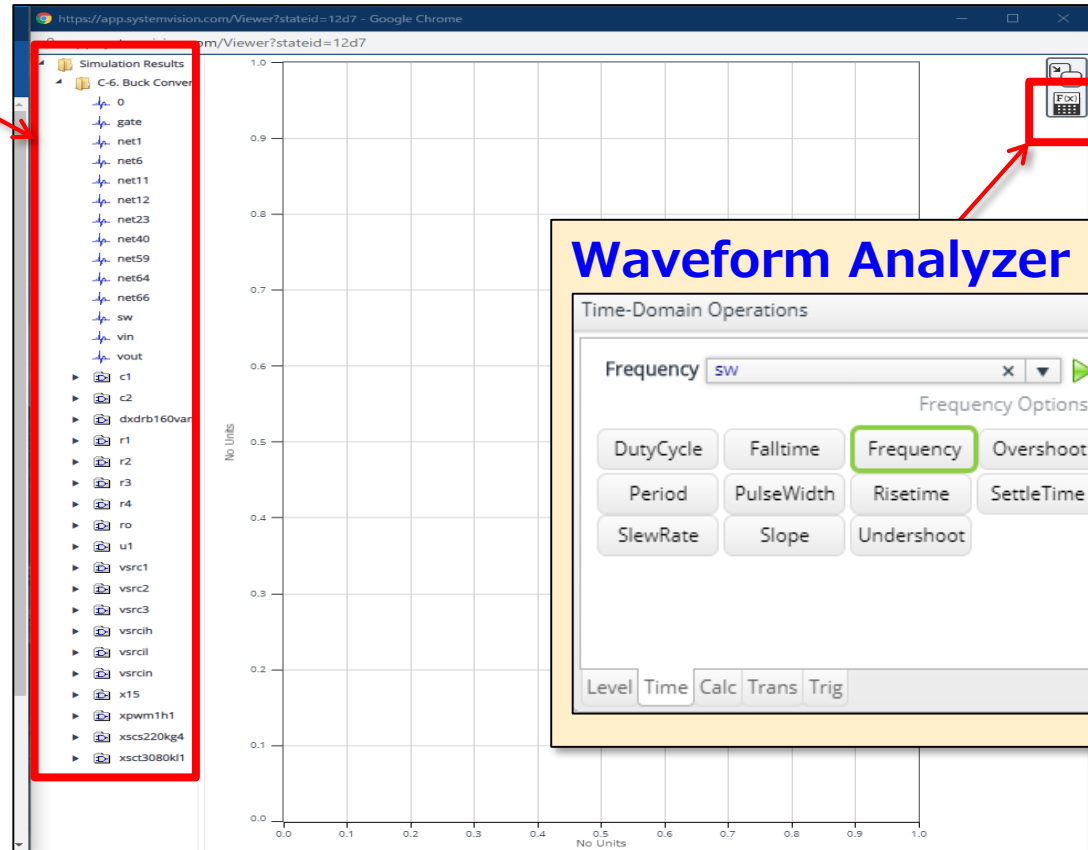 https://app.systemvision.com/Viewer?stateid=12d7 - Google Chrome
m/Viewer?stateid=12d7
Simulation Results
C-6. Buck Conver
0
gate
net1
net6
net11
net12
net23
net40
net59
net64
net66
sw
vin
vout
c1
c2
dxdrb160var
r1
r2
r3
r4
ro
u1
vsrc1
vsrc2
vsrc3
vsrcih
vsrcil
vsrcin
x15
xpwm1h1
xscs220kg4
xsct3080kl1
1.0
0.9
0.8
0.7
0.6
0.5
0.4
0.3
0.2
0.1
0.0
No Units
0.0 0.1 0.2 0.3 0.4 0.5 0.6 0.7 0.8 0.9 1.0
No Units
F(x)
Waveform Analyzer
Time-Domain Operations
Frequency sw
Frequency Options
DutyCycle Falltime Frequency Overshoot
Period PulseWidth Risetime SettleTime
SlewRate Slope Undershoot
Level Time Calc Trans Trig